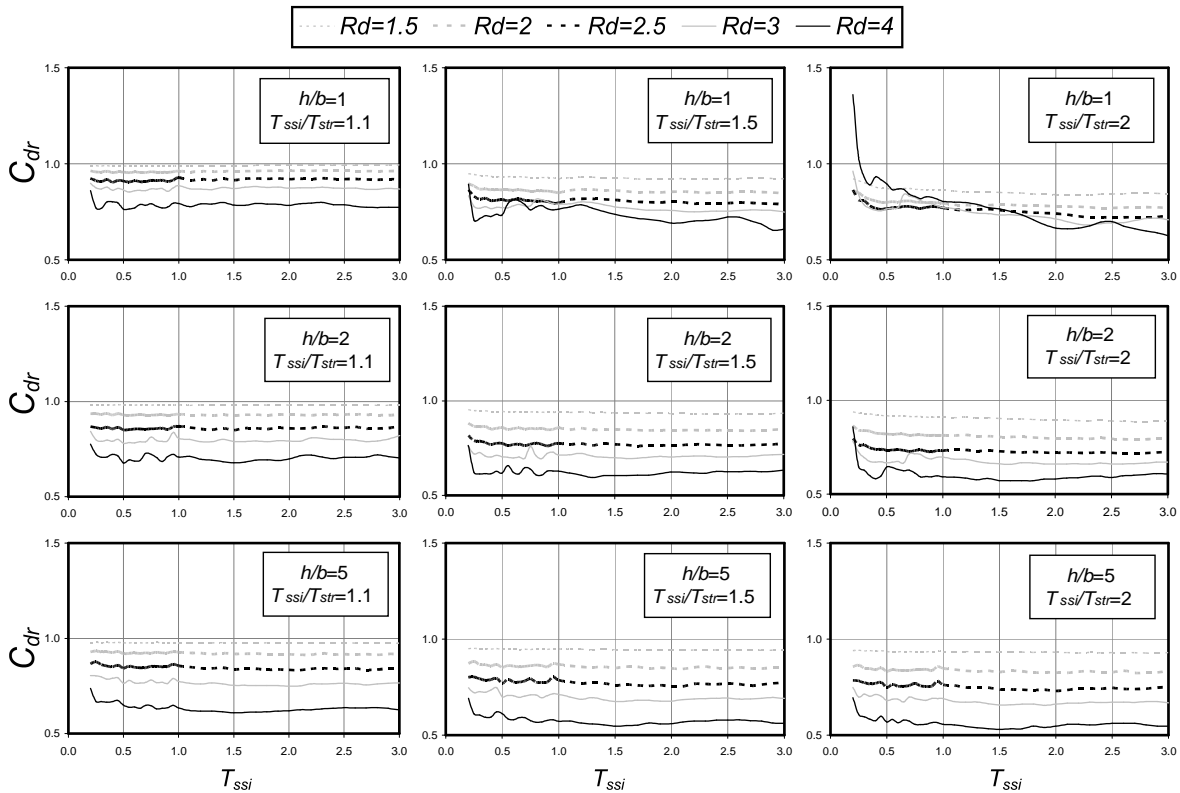 Rd=1.5 Rd=2 Rd=2.5 Rd=3 Rd=4
1.5 1.5 1.5
h/b=1 h/b=1 h/b=1
Tssi/Tstr=1.1 Tssi/Tstr=1.5 Tssi/Tstr=2
Cdr 1.0 1.0 1.0
0.5 0.5 0.5
0.0 0.5 1.0 1.5 2.0 2.5 3.0 0.0 0.5 1.0 1.5 2.0 2.5 3.0 0.0 0.5 1.0 1.5 2.0 2.5 3.0
1.5 1.5 1.5
h/b=2 h/b=2 h/b=2
Tssi/Tstr=1.1 Tssi/Tstr=1.5 Tssi/Tstr=2
Cdr 1.0 1.0 1.0
0.5 0.5 0.5
0.0 0.5 1.0 1.5 2.0 2.5 3.0 0.0 0.5 1.0 1.5 2.0 2.5 3.0 0.0 0.5 1.0 1.5 2.0 2.5 3.0
1.5 1.5 1.5
h/b=5 h/b=5 h/b=5
Tssi/Tstr=1.1 Tssi/Tstr=1.5 Tssi/Tstr=2
Cdr 1.0 1.0 1.0
0.5 0.5 0.5
0.0 0.5 1.0 1.5 2.0 2.5 3.0 0.0 0.5 1.0 1.5 2.0 2.5 3.0 0.0 0.5 1.0 1.5 2.0 2.5 3.0
Tssi Tssi Tssi